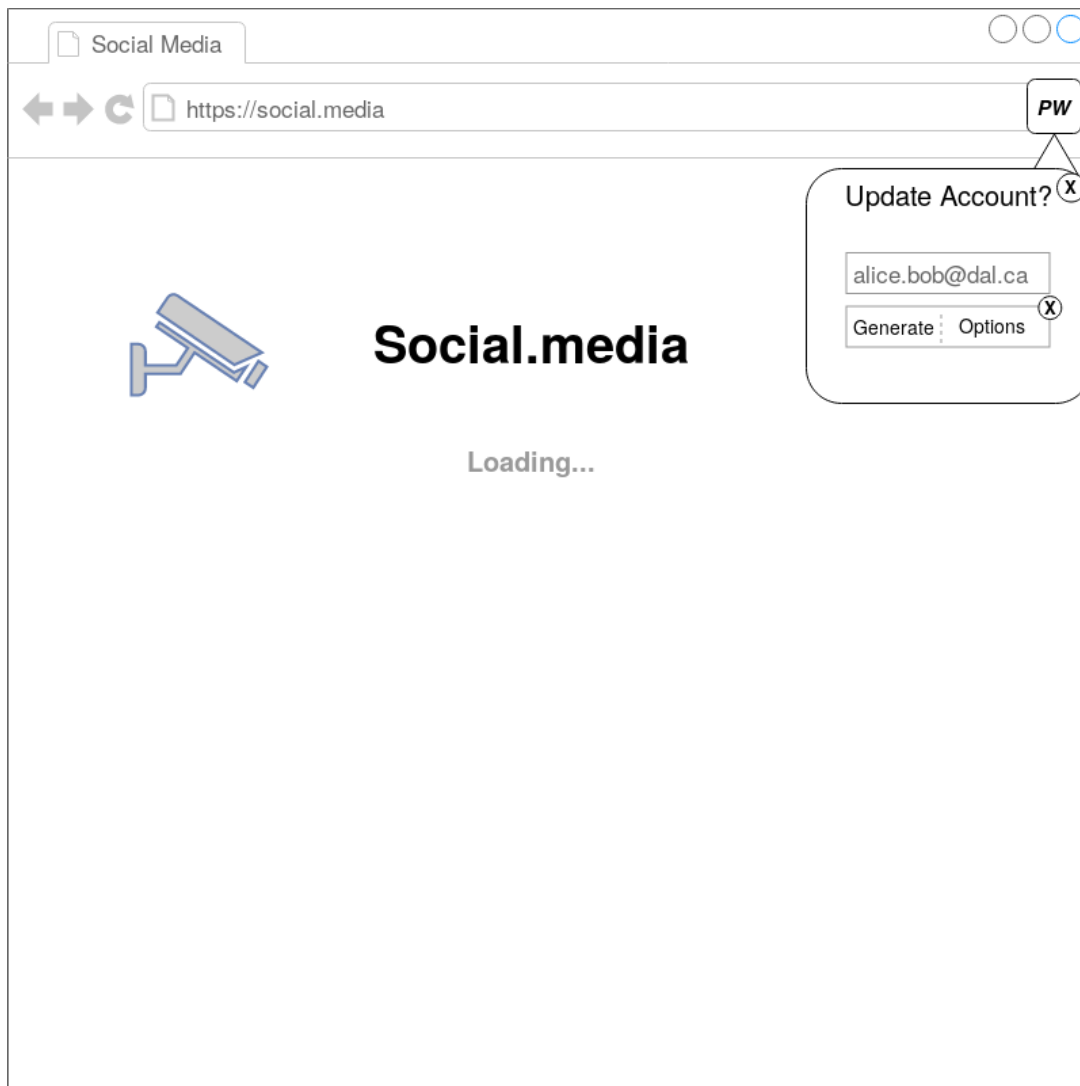 Social Media
https://social.media
PW
X
Update Account?
alice.bob@dal.ca
X
Generate Options
Social.media
Loading...